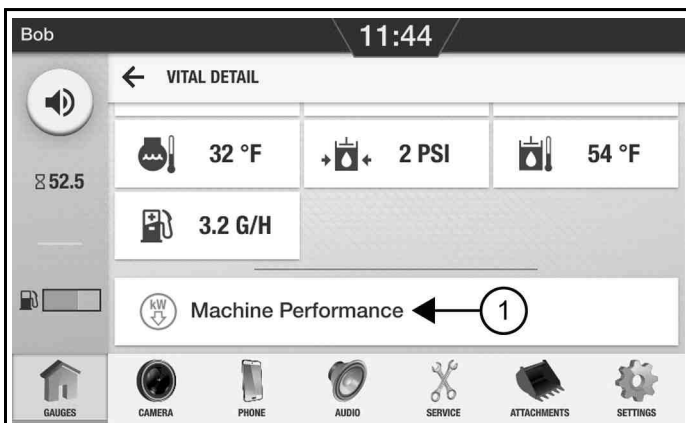 Bob
11:44
← VITAL DETAIL
32 °F
2 PSI
54 °F
52.5
3.2 G/H
kW
Machine Performance
1
GAUGES
CAMERA
PHONE
AUDIO
SERVICE
ATTACHMENTS
SETTINGS